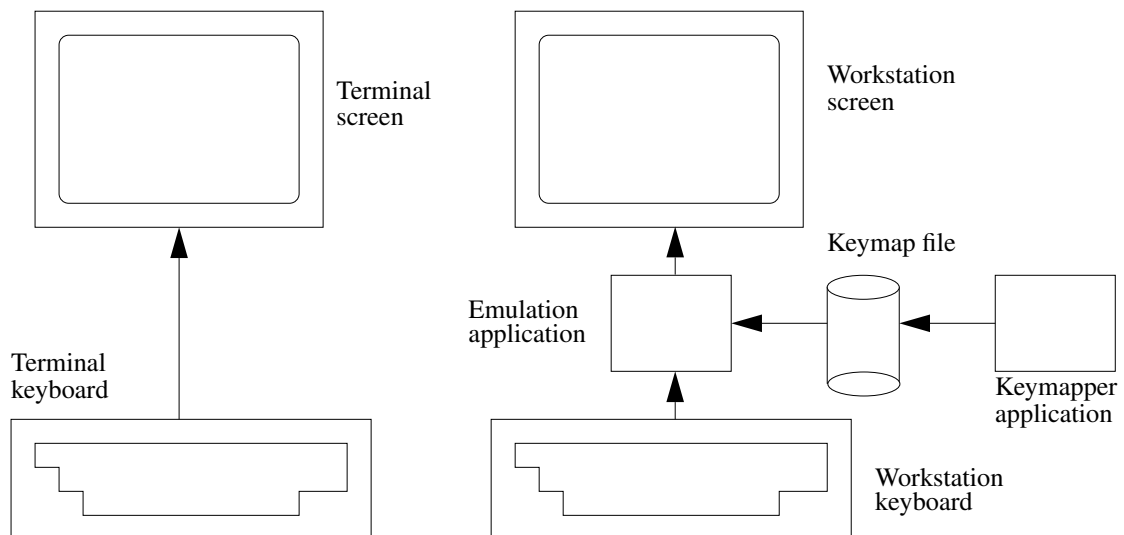 Terminal
screen
Workstation
screen
Keymap file
Emulation
application
Terminal
keyboard
Keymapper
application
Workstation
keyboard